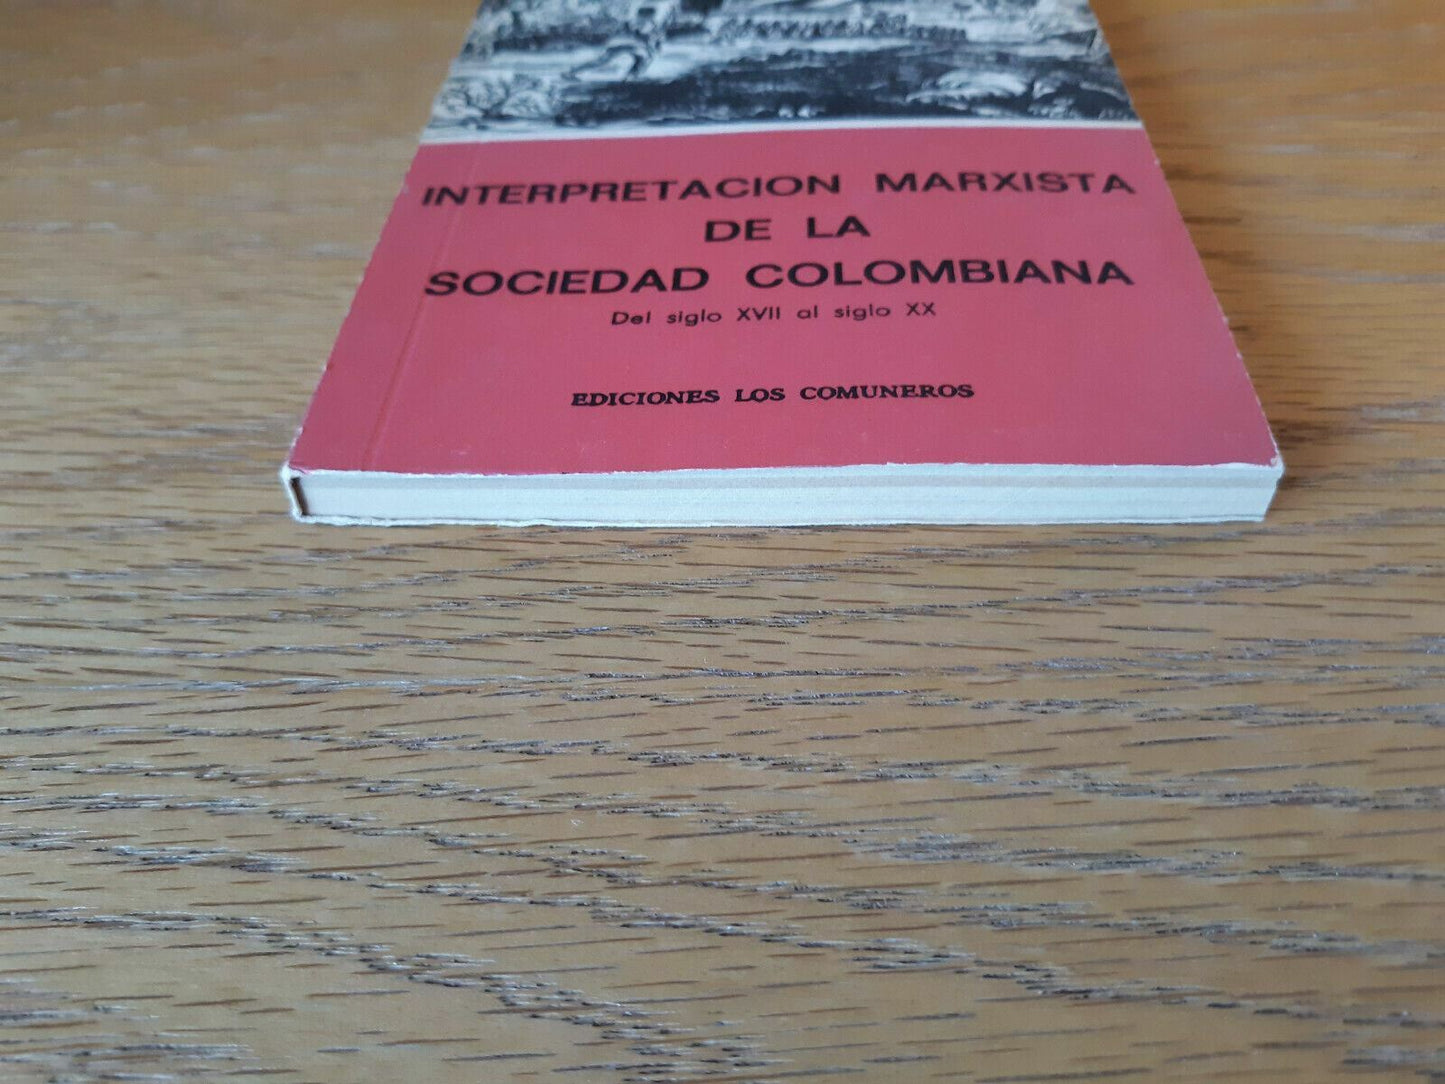 INTERPRETACION MARXISTA
DE LA
SOCIEDAD COLOMBIANA
Del siglo XVII al siglo XX
EDICIONES LOS COMUNEROS